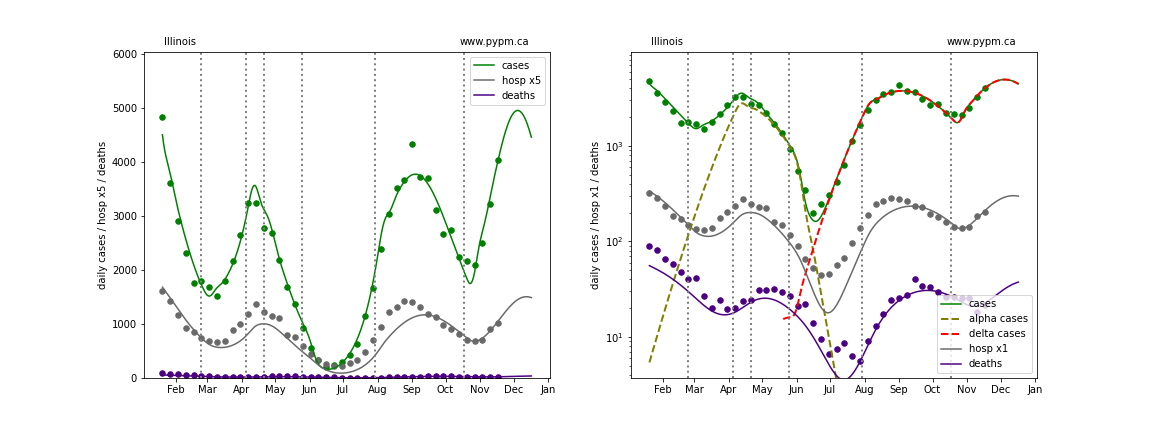 Illinois www.pypm.ca
6000
5000
4000
3000
2000
1000
0
daily cases / hosp x5 / deaths
cases
hosp x5
deaths
Feb Mar Apr May Jun Jul Aug Sep Oct Nov Dec Jan
Illinois www.pypm.ca
10³
10²
10¹
daily cases / hosp x1 / deaths
cases
alpha cases
delta cases
hosp x1
deaths
Feb Mar Apr May Jun Jul Aug Sep Oct Nov Dec Jan